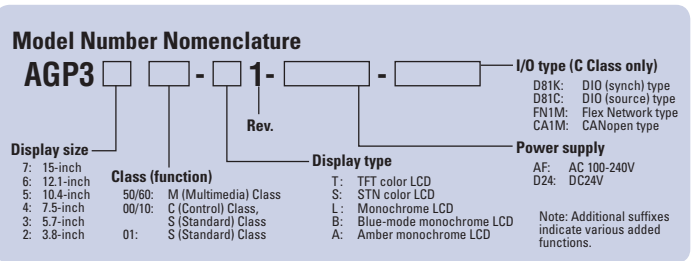 Model Number Nomenclature
AGP3 - 1- -
Rev.
I/O type (C Class only)
D81K: DIO (synch) type
D81C: DIO (source) type
FN1M: Flex Network type
CA1M: CANopen type
Display size
7: 15-inch
6: 12.1-inch
5: 10.4-inch
4: 7.5-inch
3: 5.7-inch
2: 3.8-inch
Class (function)
50/60: M (Multimedia) Class
00/10: C (Control) Class,
S (Standard) Class
01: S (Standard) Class
Display type
T: TFT color LCD
S: STN color LCD
L: Monochrome LCD
B: Blue-mode monochrome LCD
A: Amber monochrome LCD
Power supply
AF: AC 100-240V
D24: DC24V
Note: Additional suffixes
indicate various added
functions.